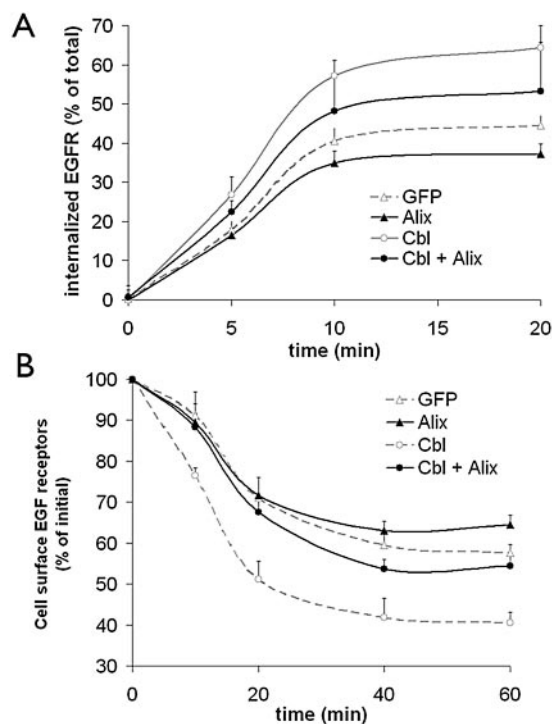 A
internalized EGFR (% of total)
70
60
50
40
30
20
10
0
GFP
Alix
Cbl
Cbl + Alix
0 5 10 15 20
time (min)
B
Cell surface EGF receptors
(% of initial)
100
90
80
70
60
50
40
30
GFP
Alix
Cbl
Cbl + Alix
0 20 40 60
time (min)